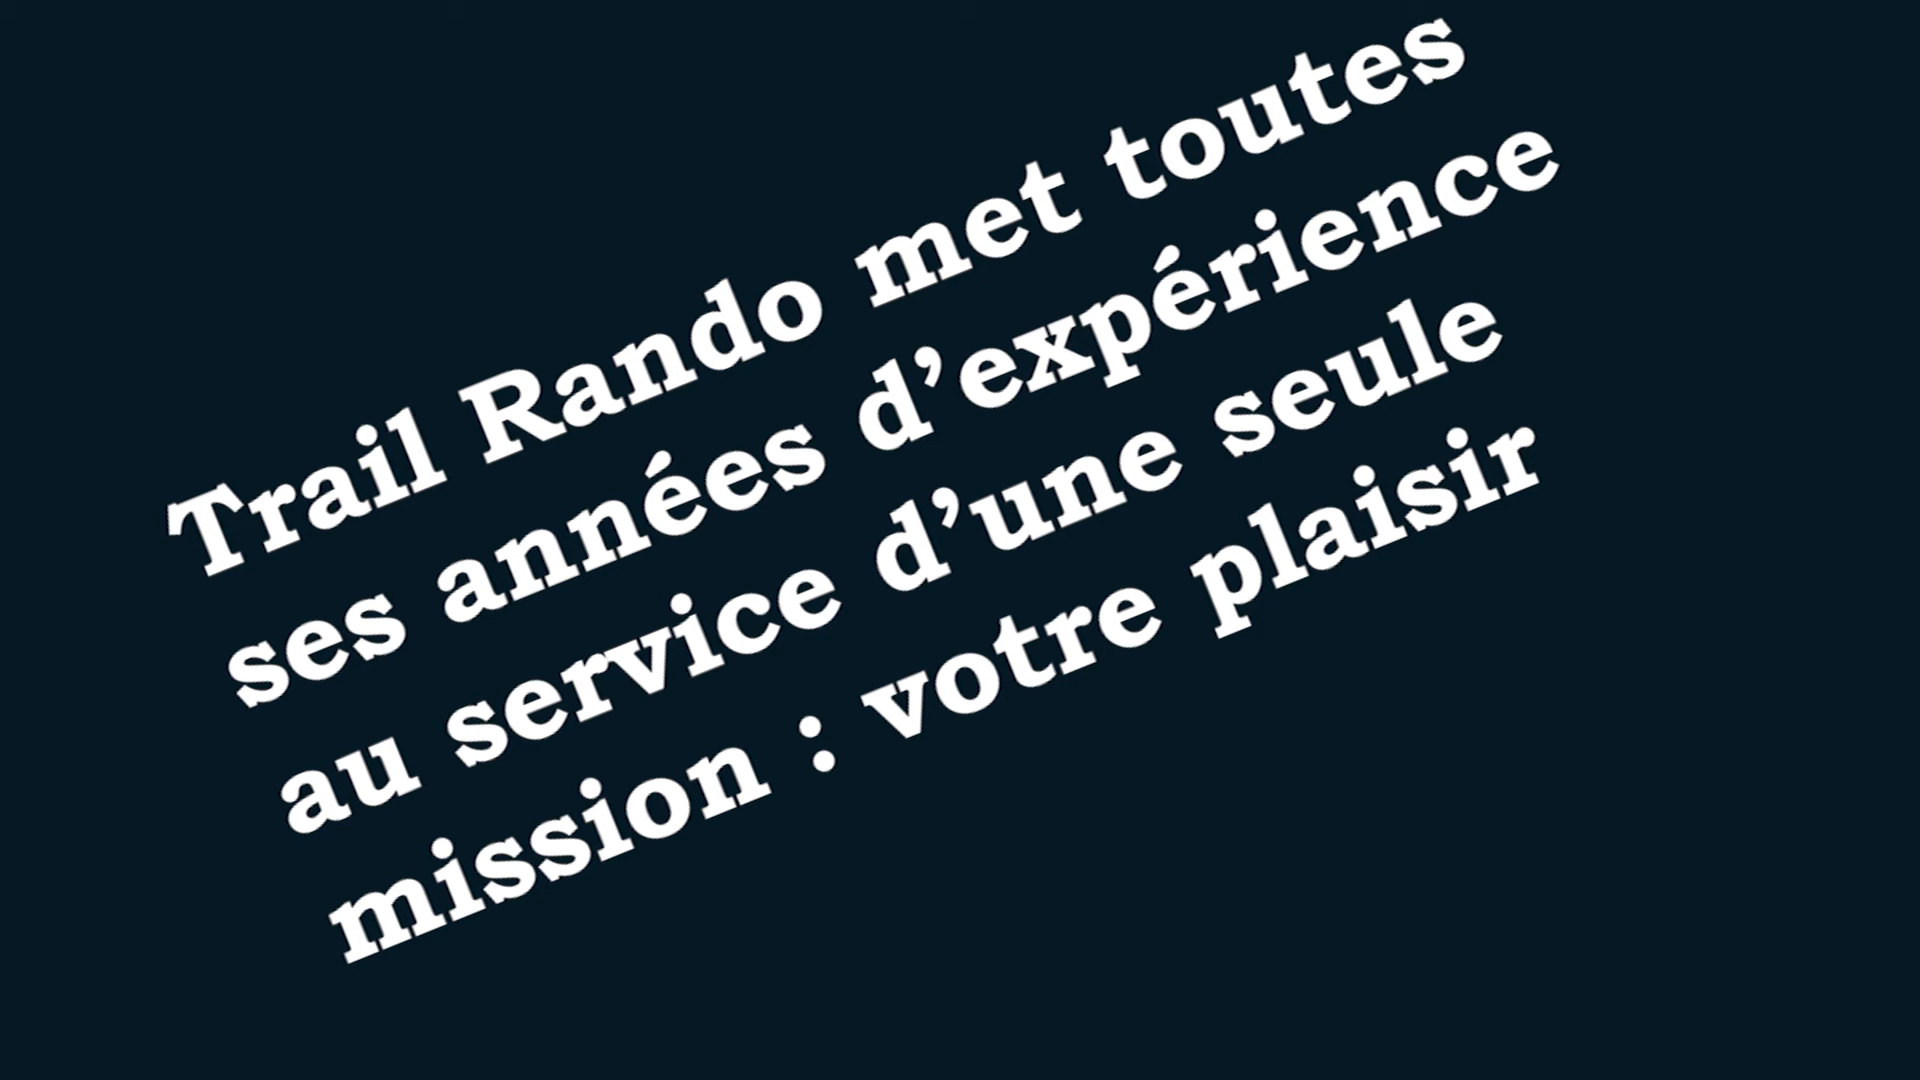 Trail Rando met toutes
ses années d’expérience
au service d’une seule
mission : votre plaisir